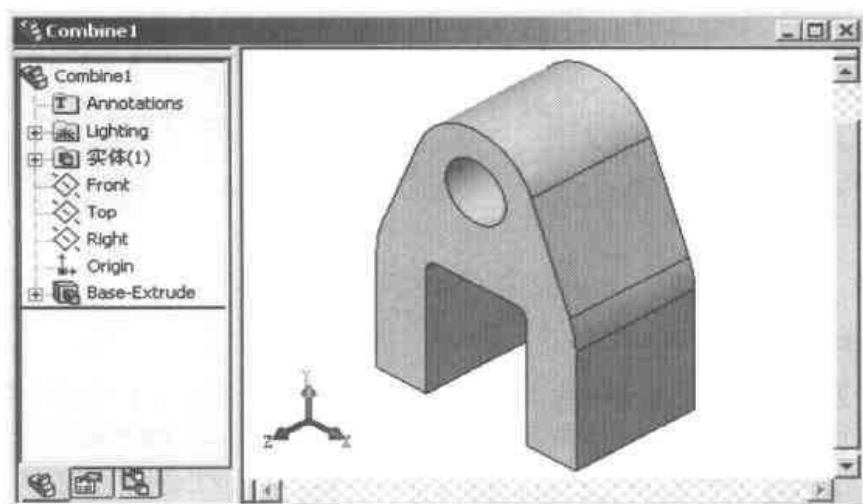 Combine1
Combine1
Annotations
Lighting
实体(1)
Front
Top
Right
Origin
Base-Extrude
Y
Z
X